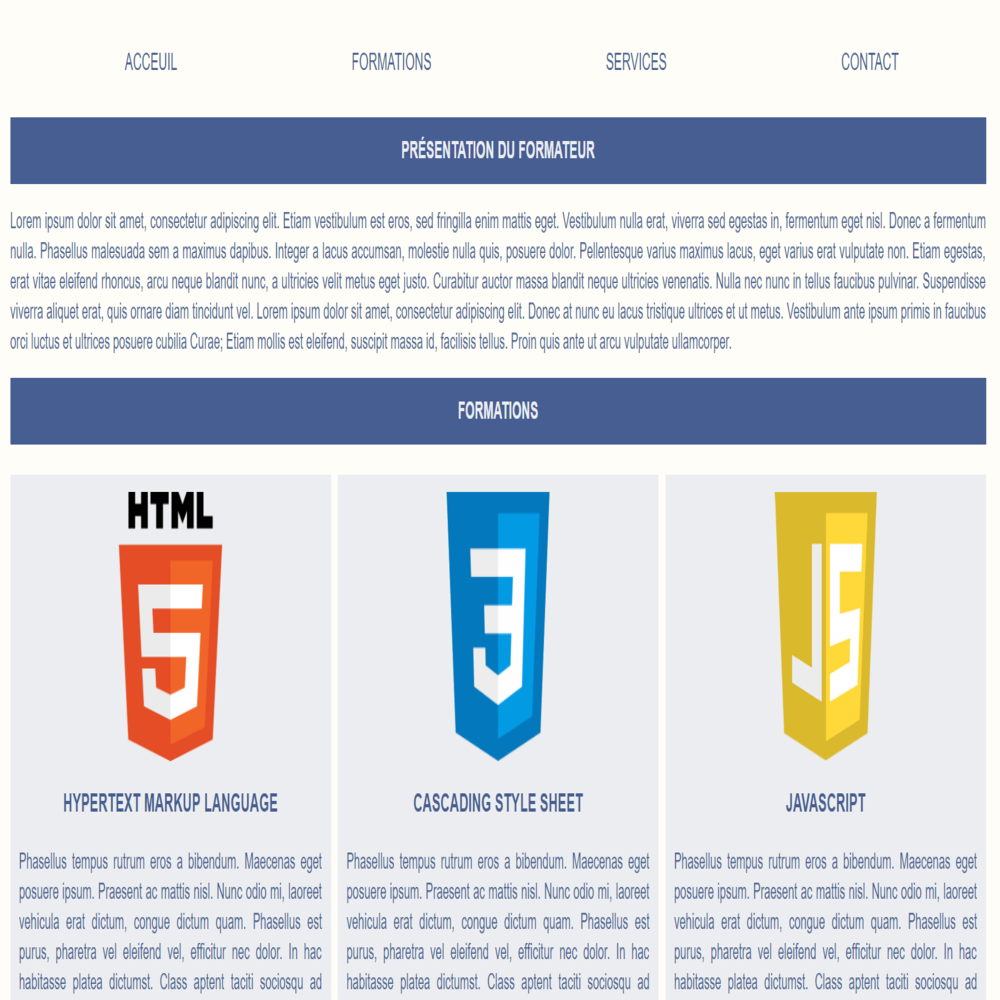 ACCEUIL FORMATIONS SERVICES CONTACT
PRÉSENTATION DU FORMATEUR
Lorem ipsum dolor sit amet, consectetur adipiscing elit. Etiam vestibulum est eros, sed fringilla enim mattis eget. Vestibulum nulla erat, viverra sed egestas in, fermentum eget nisl. Donec a fermentum
nulla. Phasellus malesuada sem a maximus dapibus. Integer a lacus accumsan, molestie nulla quis, posuere dolor. Pellentesque varius maximus lacus, eget varius erat vulputate non. Etiam egestas,
erat vitae eleifend rhoncus, arcu neque blandit nunc, a ultricies velit metus eget justo. Curabitur auctor massa blandit neque ultricies venenatis. Nulla nec nunc in tellus faucibus pulvinar. Suspendisse
viverra aliquet erat, quis ornare diam tincidunt vel. Lorem ipsum dolor sit amet, consectetur adipiscing elit. Donec at nunc eu lacus tristique ultrices et ut metus. Vestibulum ante ipsum primis in faucibus
orci luctus et ultrices posuere cubilia Curae; Etiam mollis est eleifend, suscipit massa id, facilisis tellus. Proin quis ante ut arcu vulputate ullamcorper.
FORMATIONS
HTML
5
HYPERTEXT MARKUP LANGUAGE
Phasellus tempus rutrum eros a bibendum. Maecenas eget
posuere ipsum. Praesent ac mattis nisl. Nunc odio mi, laoreet
vehicula erat dictum, congue dictum quam. Phasellus est
purus, pharetra vel eleifend vel, efficitur nec dolor. In hac
habitasse platea dictumst. Class aptent taciti sociosqu ad
3
CASCADING STYLE SHEET
Phasellus tempus rutrum eros a bibendum. Maecenas eget
posuere ipsum. Praesent ac mattis nisl. Nunc odio mi, laoreet
vehicula erat dictum, congue dictum quam. Phasellus est
purus, pharetra vel eleifend vel, efficitur nec dolor. In hac
habitasse platea dictumst. Class aptent taciti sociosqu ad
JS
JAVASCRIPT
Phasellus tempus rutrum eros a bibendum. Maecenas eget
posuere ipsum. Praesent ac mattis nisl. Nunc odio mi, laoreet
vehicula erat dictum, congue dictum quam. Phasellus est
purus, pharetra vel eleifend vel, efficitur nec dolor. In hac
habitasse platea dictumst. Class aptent taciti sociosqu ad